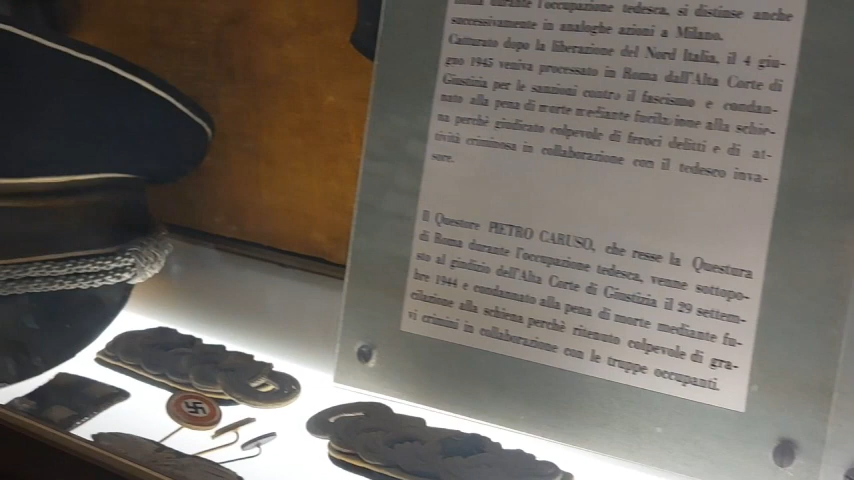 durante l'occupazione tedesca, si distinse anche
successivamente in analoghe azioni a Milano.
Catturato dopo la liberazione del Nord Italia, il 4 giu-
gno 1945 veniva processato in Roma dall'Alta Corte di
Giustizia per le sanzioni contro il fascismo e condan-
nato alla pena di morte mediante fucilazione alla schie-
na perchè giudicato colpevole di feroci delitti e di at-
tività criminosa in collaborazione con il tedesco inva-
sore.
Il Questore PIETRO CARUSO, che resse la Questura
di Roma durante l'occupazione tedesca, venne sottopo-
sto al giudizio dell'Alta Corte di Giustizia il 29 settem-
bre 1944 e condannato alla pena di morte mediante fu-
cilazione alla schiena perchè ritenuto colpevole di gra-
vi crimini in collaborazione con le truppe occupanti.